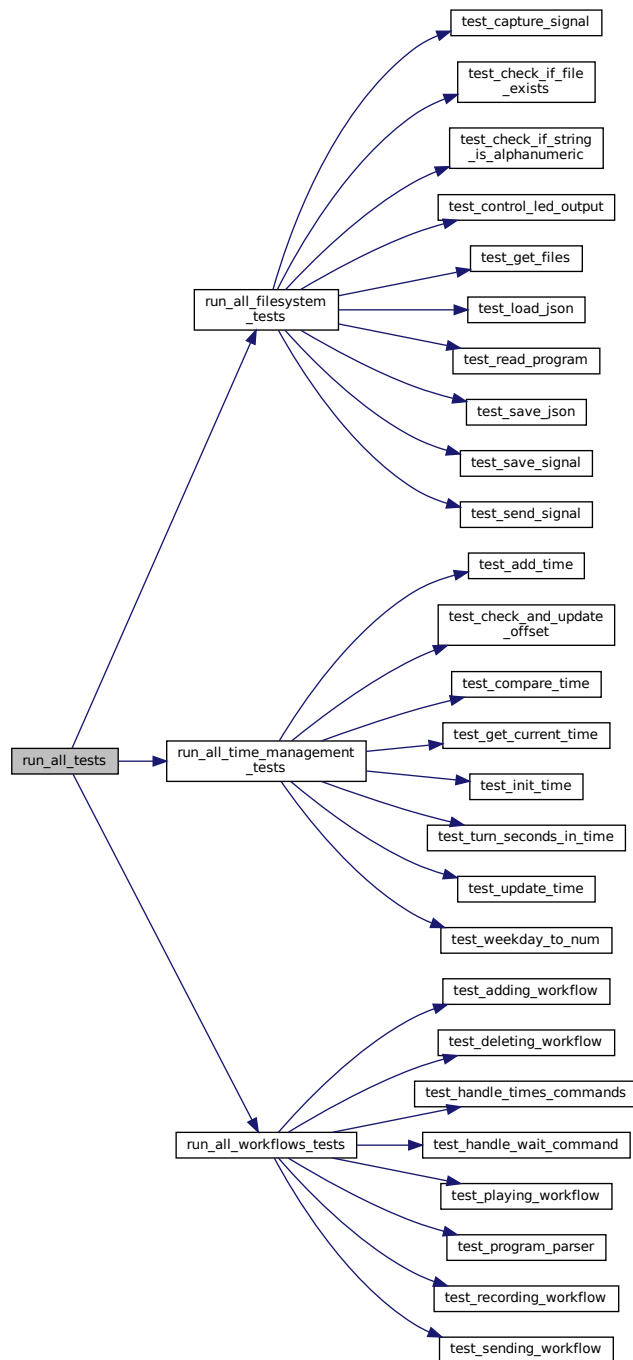 test_capture_signal
test_check_if_file
_exists
test_check_if_string
_is_alphanumeric
test_control_led_output
test_get_files
run_all_filesystem
_tests
test_load_json
test_read_program
test_save_json
test_save_signal
test_send_signal
test_add_time
test_check_and_update
_offset
test_compare_time
test_get_current_time
run_all_tests
run_all_time_management
_tests
test_init_time
test_turn_seconds_in_time
test_update_time
test_weekday_to_num
test_adding_workflow
test_deleting_workflow
test_handle_times_commands
run_all_workflows_tests
test_handle_wait_command
test_playing_workflow
test_program_parser
test_recording_workflow
test_sending_workflow